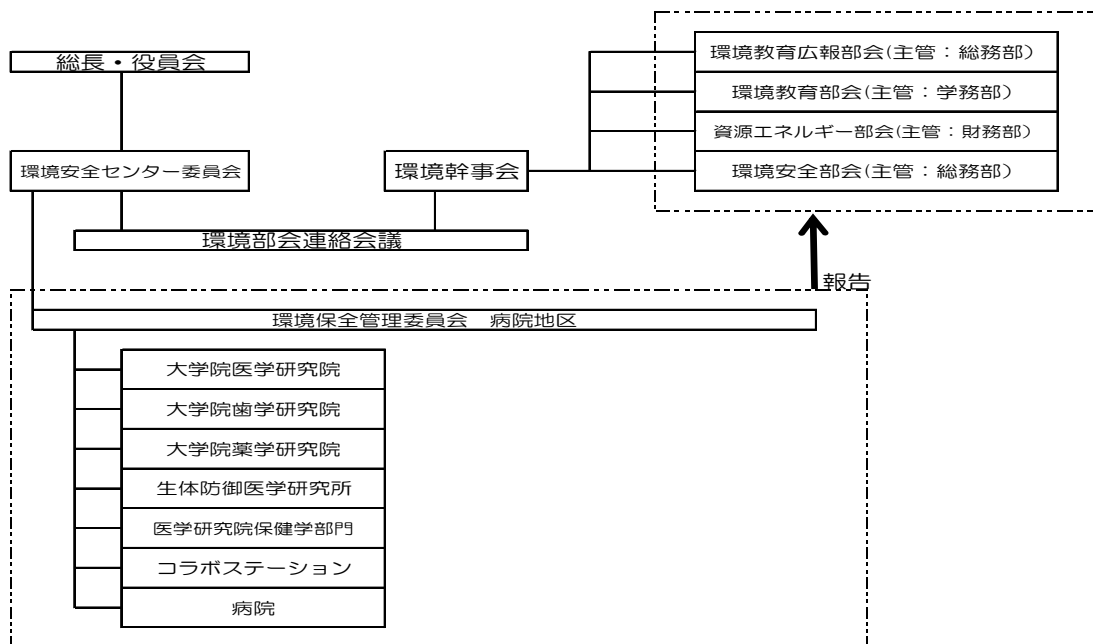 総長・役員会
環境安全センター委員会
環境幹事会
環境部会連絡会議
環境教育広報部会(主管：総務部)
環境教育部会(主管：学務部)
資源エネルギー部会(主管：財務部)
環境安全部会(主管：総務部)
報告
環境保全管理委員会　病院地区
大学院医学研究院
大学院歯学研究院
大学院薬学研究院
生体防御医学研究所
医学研究院保健学部門
コラボステーション
病院